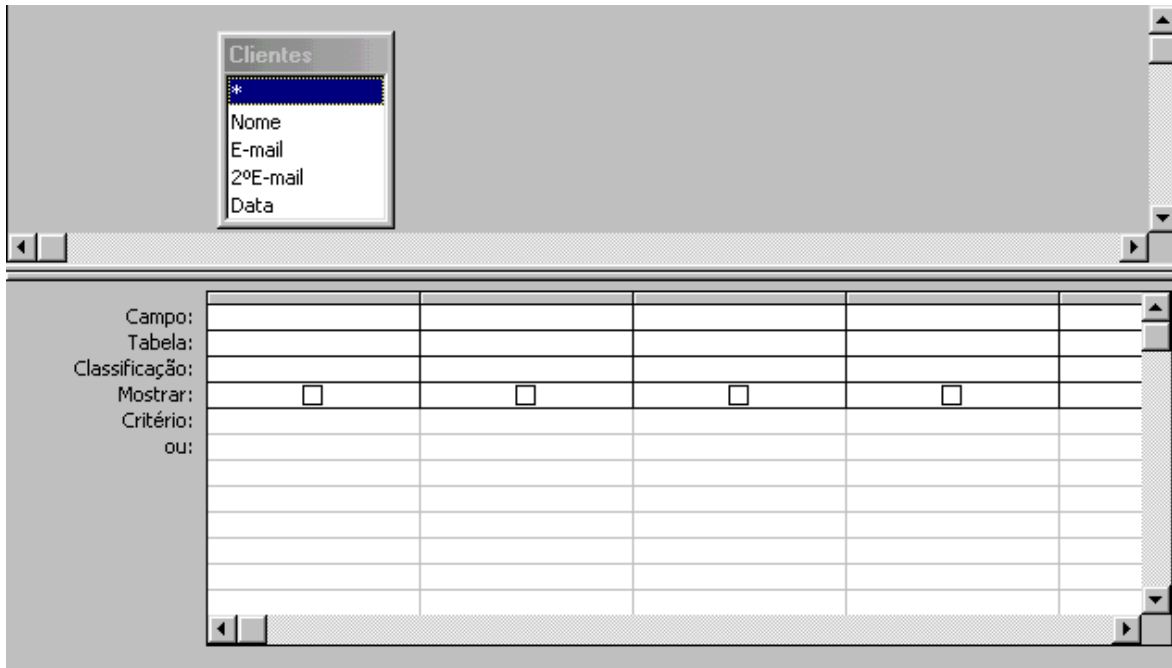 Clientes
*
Nome
E-mail
2ºE-mail
Data
Campo:
Tabela:
Classificação:
Mostrar:
Critério:
ou: